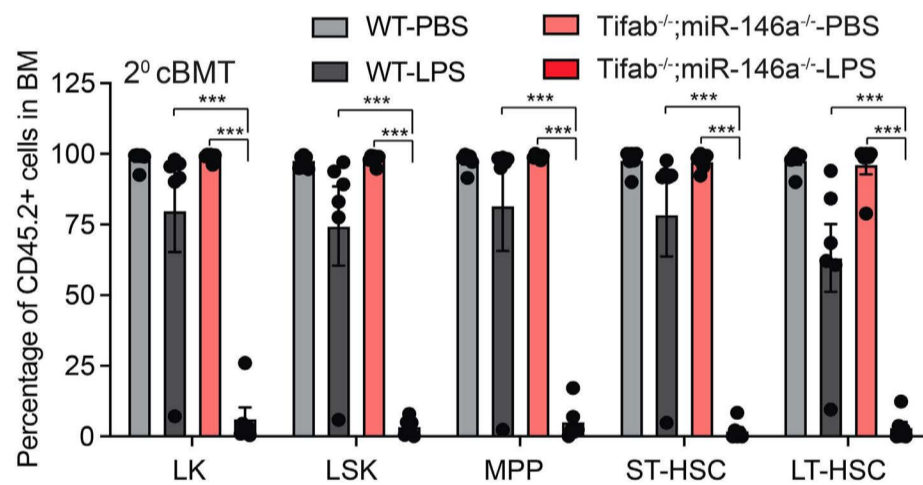 WT-PBS Tifab-/-;miR-146a-/--PBS
WT-LPS Tifab-/-;miR-146a-/--LPS
2⁰ cBMT
Percentage of CD45.2+ cells in BM
125
100
75
50
25
0
*** *** *** *** ***
*** *** *** *** ***
LK LSK MPP ST-HSC LT-HSC